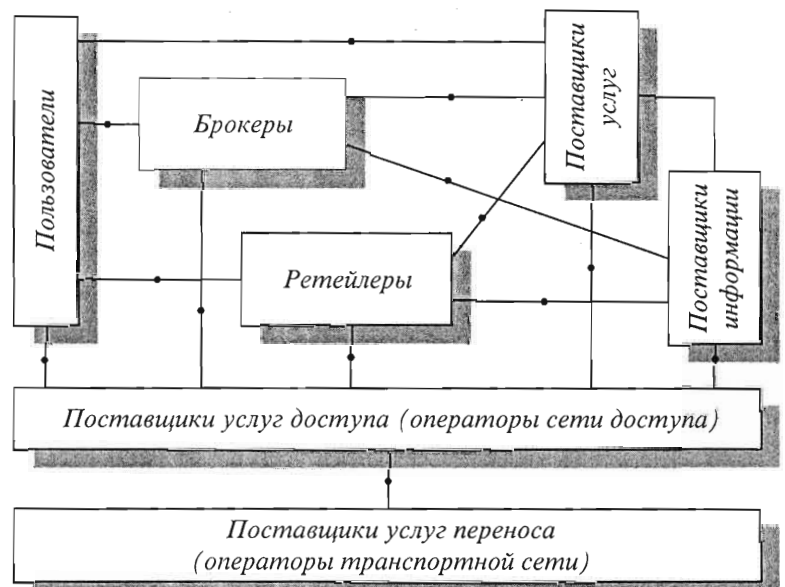 Пользователи
Брокеры
Поставщики
услуг
Ретейлеры
Поставщики
информации
Поставщики услуг доступа (операторы сети доступа)
Поставщики услуг переноса
(операторы транспортной сети)